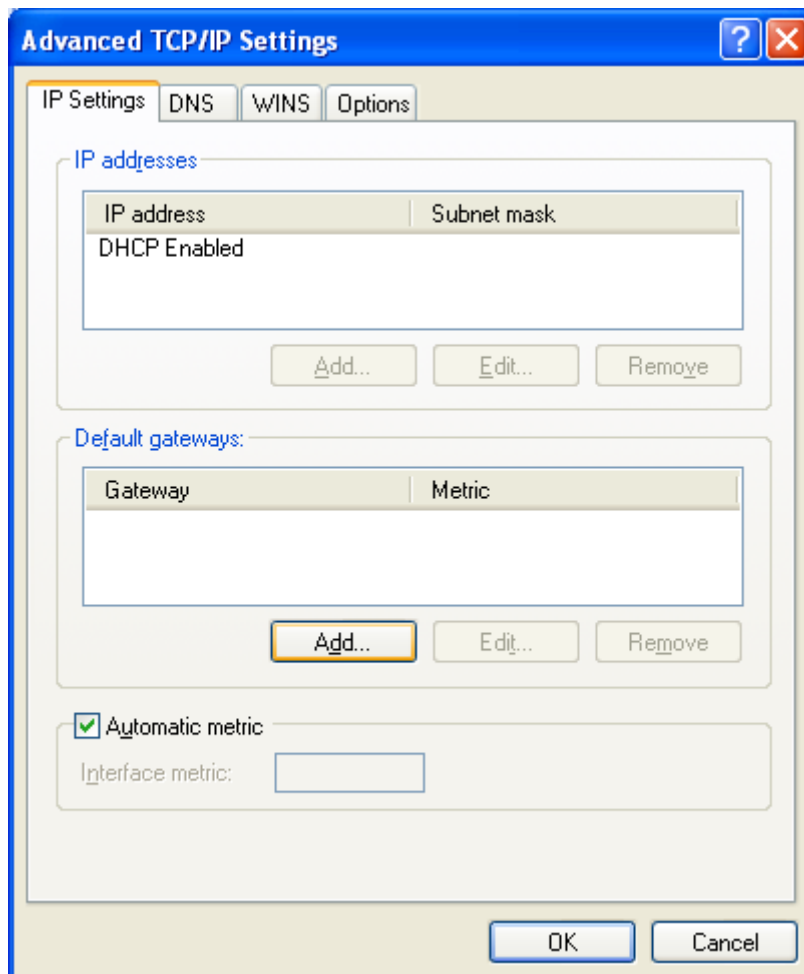 Advanced TCP/IP Settings
?
IP Settings DNS WINS Options
IP addresses
IP address Subnet mask
DHCP Enabled
Add... Edit... Remove
Default gateways:
Gateway Metric
Add... Edit... Remove
Automatic metric
Interface metric:
OK Cancel